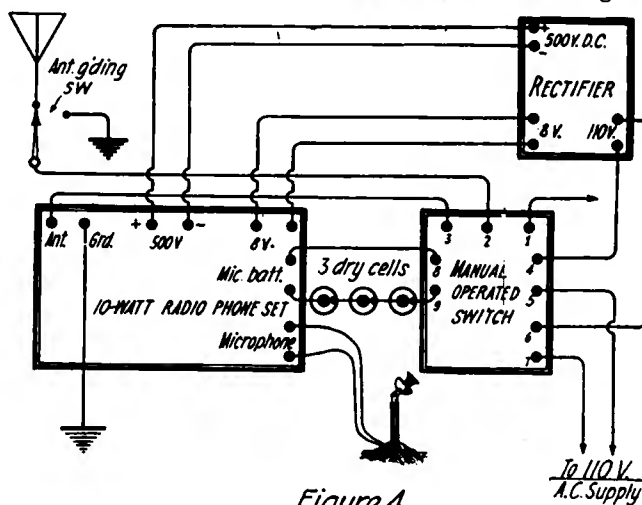 +
500V. D.C.
-
RECTIFIER
8 V.
110V.
Ant. g'ding
SW
Ant.
Grd.
+ 500V -
8V.
3 2 1
Mic. batt.
3 dry cells
8
9
MANUAL
OPERATED
SWITCH
4
5
6
7
10-WATT RADIO PHONE SET
Microphone
To 110 V.
A.C. Supply
Figure 4